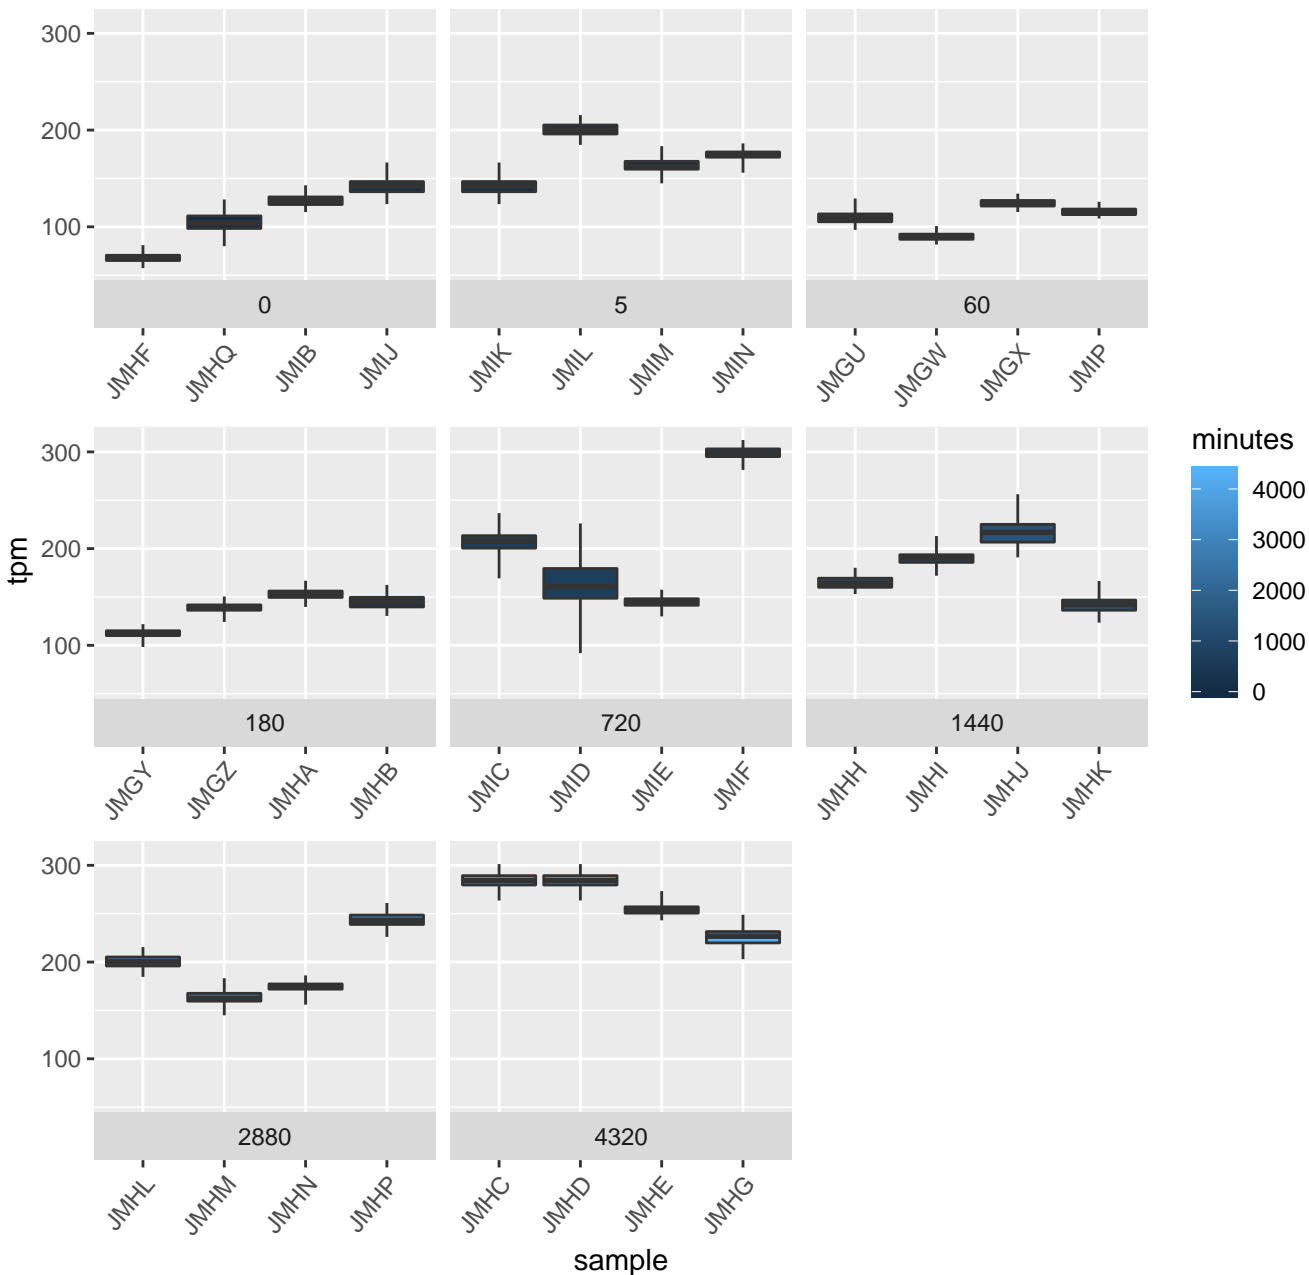 300
200
100
0
5
60
JMHF
JMHQ
JMIB
JMIJ
JMIK
JMIL
JMIM
JMIN
JMGU
JMGW
JMGX
JMIP
300
200
100
tpm
180
720
1440
JMGY
JMGZ
JMHA
JMHB
JMIC
JMID
JMIE
JMIF
JMHH
JMHI
JMHJ
JMHK
minutes
4000
3000
2000
1000
0
300
200
100
2880
4320
JMHL
JMHM
JMHN
JMHP
JMHC
JMHD
JMHE
JMHG
sample